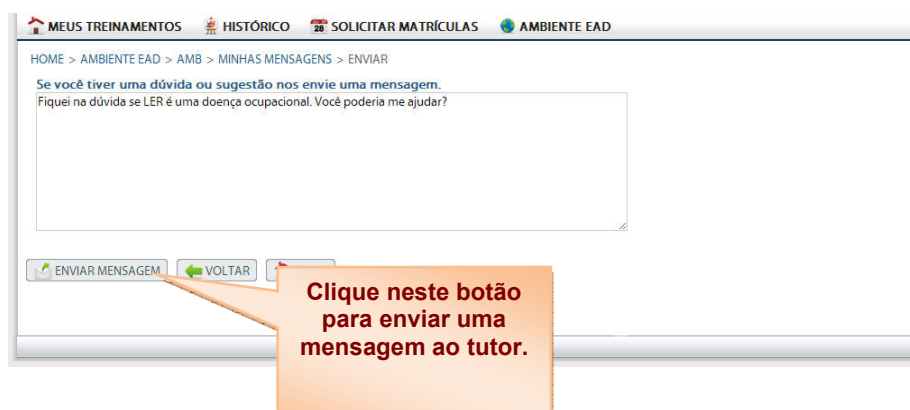 MEUS TREINAMENTOS HISTÓRICO 28 SOLICITAR MATRÍCULAS AMBIENTE EAD
HOME > AMBIENTE EAD > AMB > MINHAS MENSAGENS > ENVIAR
Se você tiver uma dúvida ou sugestão nos envie uma mensagem.
Fiquei na dúvida se LER é uma doença ocupacional. Você poderia me ajudar?
ENVIAR MENSAGEM VOLTAR
Clique neste botão
para enviar uma
mensagem ao tutor.